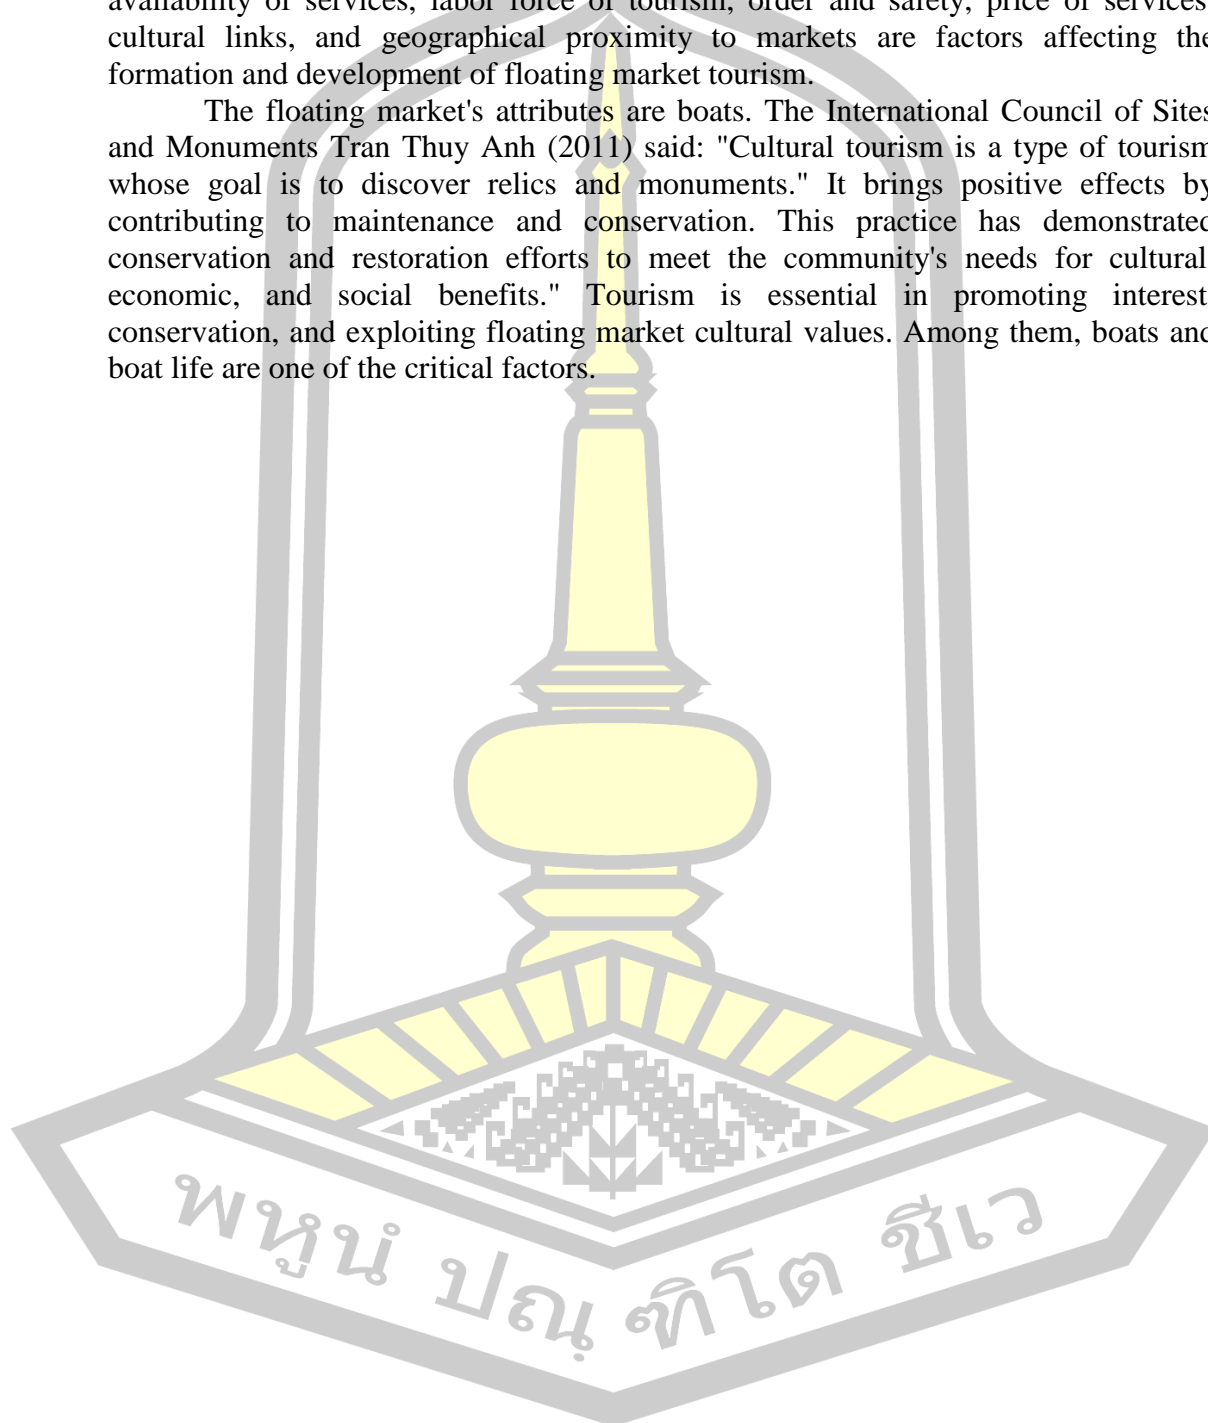 availability of services, labor force of tourism, order and safety, price of services,
cultural links, and geographical proximity to markets are factors affecting the
formation and development of floating market tourism.
The floating market's attributes are boats. The International Council of Sites
and Monuments Tran Thuy Anh (2011) said: "Cultural tourism is a type of tourism
whose goal is to discover relics and monuments." It brings positive effects by
contributing to maintenance and conservation. This practice has demonstrated
conservation and restoration efforts to meet the community's needs for cultural,
economic, and social benefits." Tourism is essential in promoting interest,
conservation, and exploiting floating market cultural values. Among them, boats and
boat life are one of the critical factors.
พหูนํ ปณฺฑิโต ชีเว